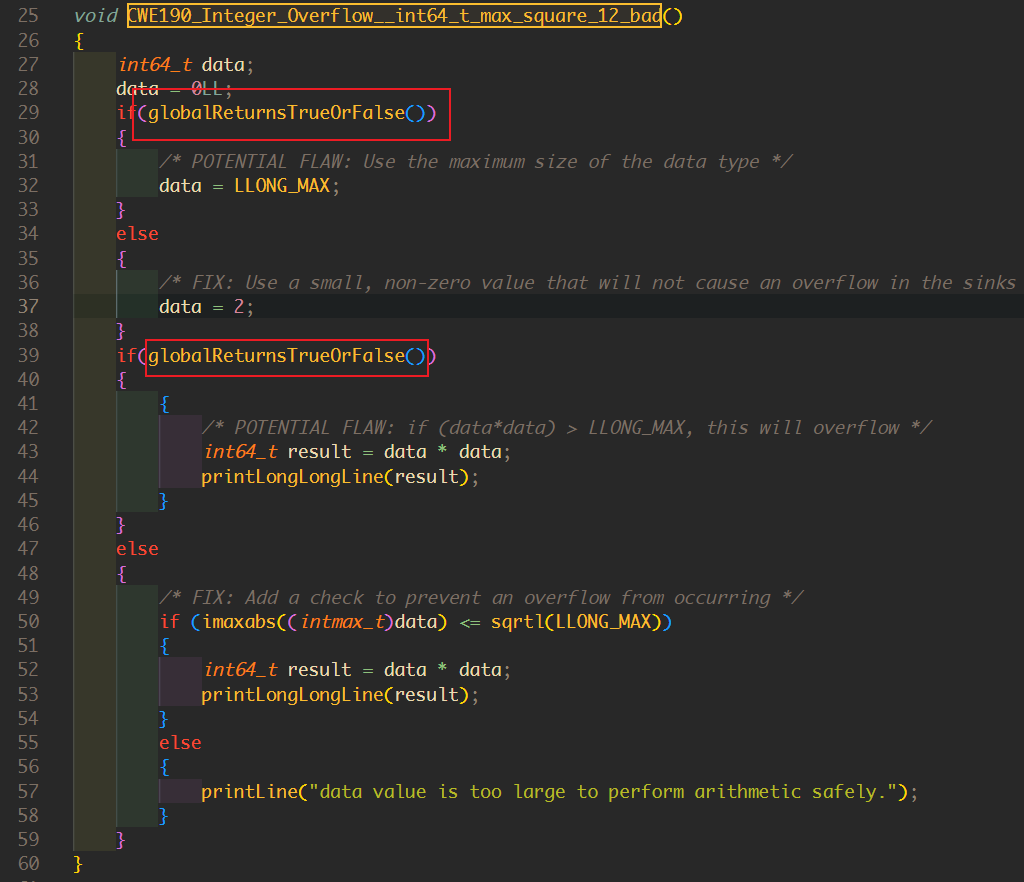 25 void CWE190_Integer_Overflow__int64_t_max_square_12_bad()
26 {
27 int64_t data;
28 data = 0LL;
29 if(globalReturnsTrueOrFalse())
30 {
31 /* POTENTIAL FLAW: Use the maximum size of the data type */
32 data = LLONG_MAX;
33 }
34 else
35 {
36 /* FIX: Use a small, non-zero value that will not cause an overflow in the sinks
37 data = 2;
38 }
39 if(globalReturnsTrueOrFalse())
40 {
41 {
42 /* POTENTIAL FLAW: if (data*data) > LLONG_MAX, this will overflow */
43 int64_t result = data * data;
44 printLongLongLine(result);
45 }
46 }
47 else
48 {
49 /* FIX: Add a check to prevent an overflow from occurring */
50 if (imaxabs((intmax_t)data) <= sqrtl(LLONG_MAX))
51 {
52 int64_t result = data * data;
53 printLongLongLine(result);
54 }
55 else
56 {
57 printLine("data value is too large to perform arithmetic safely.");
58 }
59 }
60 }